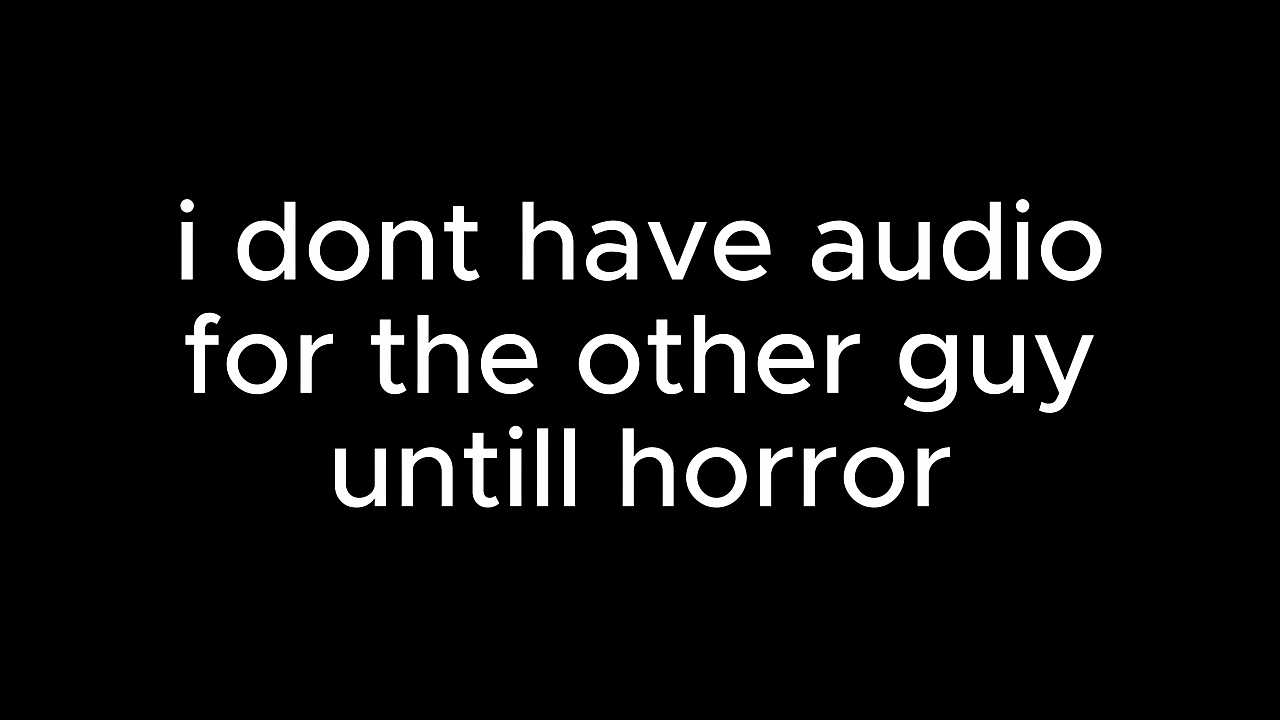 i dont have audio
for the other guy
untill horror